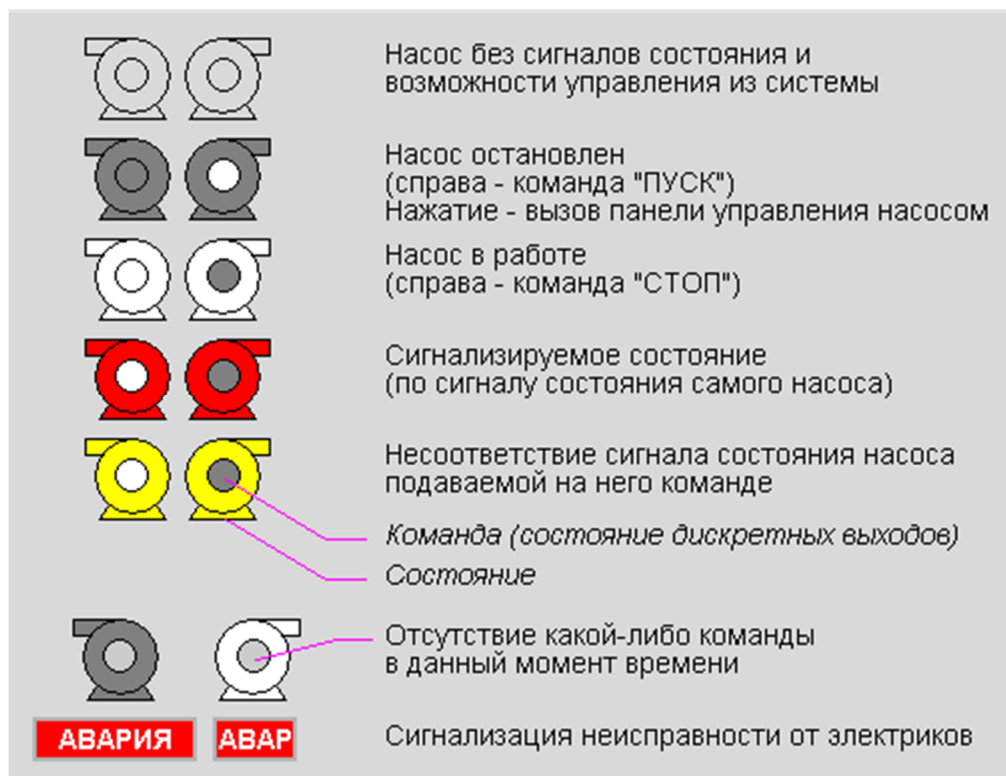 Насос без сигналов состояния и
возможности управления из системы
Насос остановлен
(справа - команда "ПУСК")
Нажатие - вызов панели управления насосом
Насос в работе
(справа - команда "СТОП")
Сигнализируемое состояние
(по сигналу состояния самого насоса)
Несоответствие сигнала состояния насоса
подаваемой на него команде
Команда (состояние дискретных выходов)
Состояние
Отсутствие какой-либо команды
в данный момент времени
АВАРИЯ АВАР Сигнализация неисправности от электриков